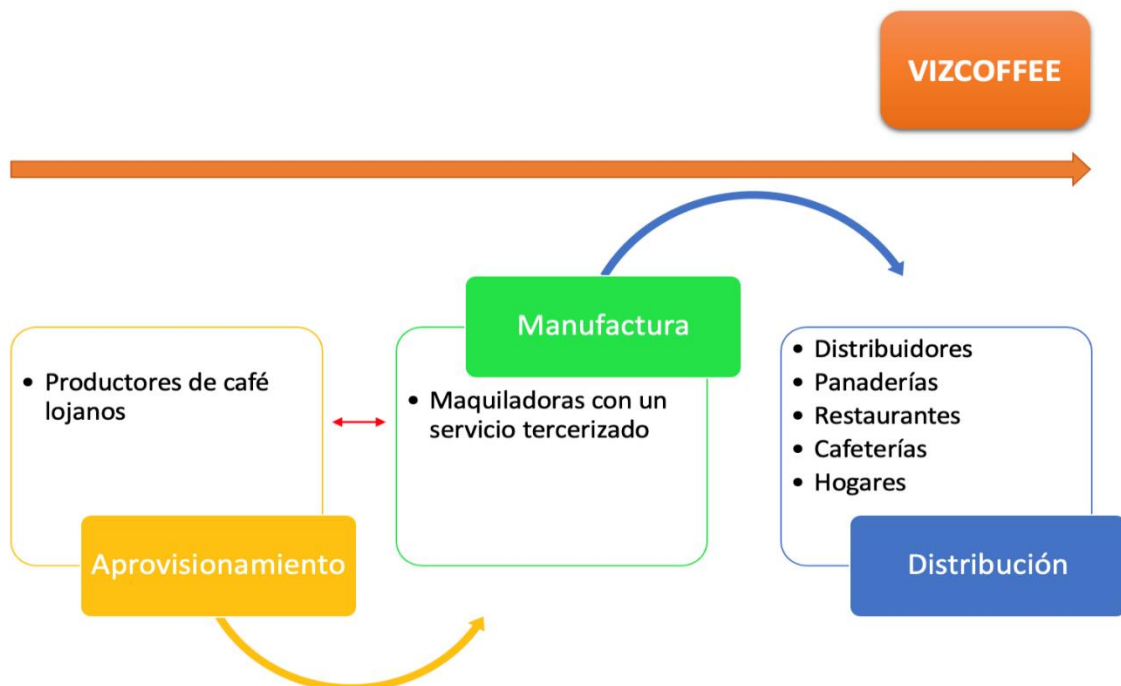 VIZCOFFEE
• Productores de café
lojanos
Aprovisionamiento
Manufactura
• Maquiladoras con un
servicio tercerizado
• Distribuidores
• Panaderías
• Restaurantes
• Cafeterías
• Hogares
Distribución